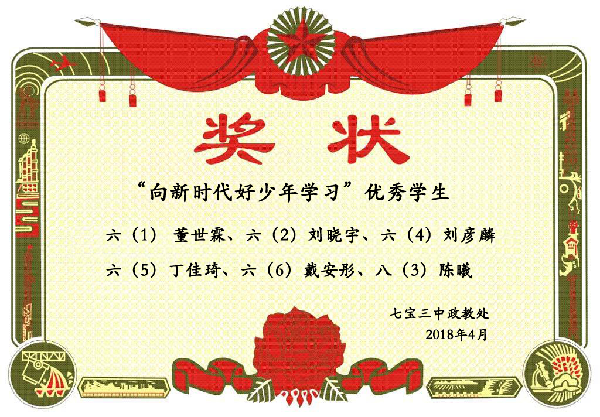 奖状
“向新时代好少年学习”优秀学生
六（1） 董世霖、六（2）刘晓宇、六（4）刘彦麟
六（5）丁佳琦、六（6）戴安彤、八（3）陈曦
七宝三中政教处
2018年4月